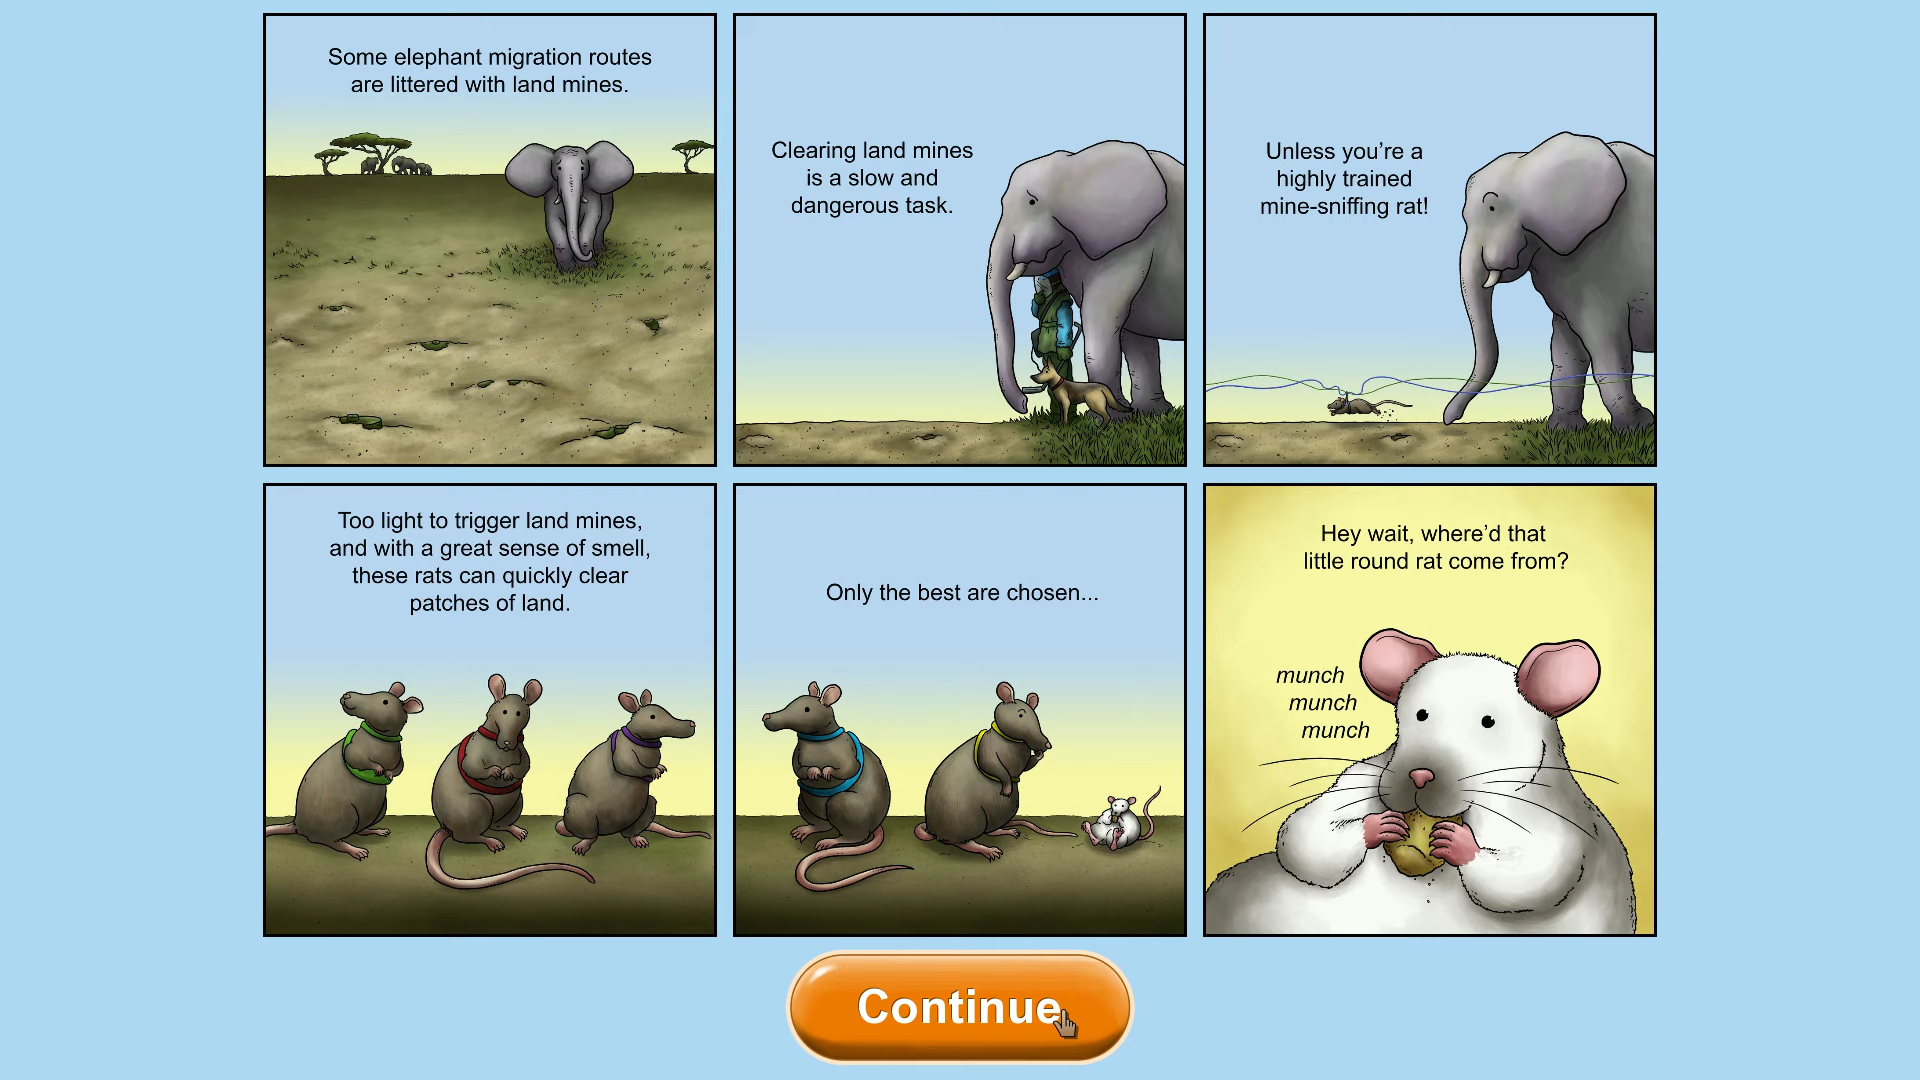 Some elephant migration routes
are littered with land mines.
Clearing land mines
is a slow and
dangerous task.
Unless you’re a
highly trained
mine-sniffing rat!
Too light to trigger land mines,
and with a great sense of smell,
these rats can quickly clear
patches of land.
Only the best are chosen...
Hey wait, where’d that
little round rat come from?
munch
munch
munch
Continue